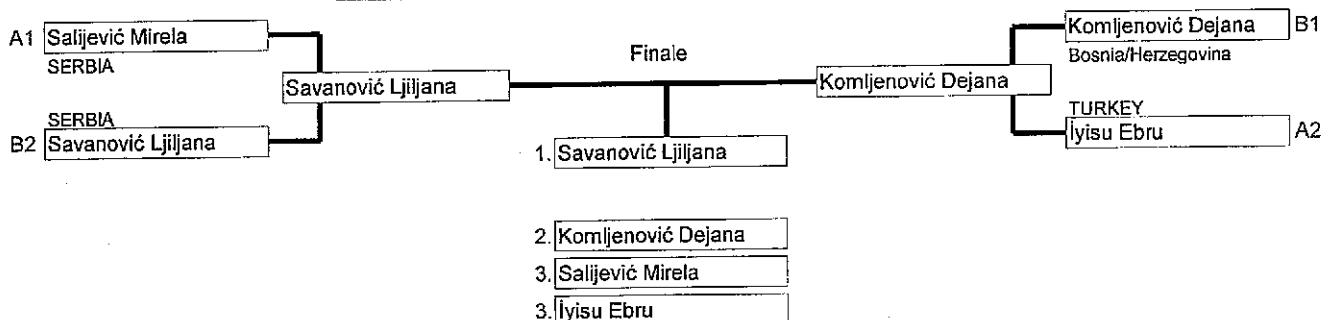 A1 Salijević Mirela
SERBIA
Savanović Ljiljana
SERBIA
B2 Savanović Ljiljana
Finale
1. Savanović Ljiljana
Komljenović Dejana B1
Bosnia/Herzegovina
Komljenović Dejana
TURKEY
İyisu Ebru A2
2. Komljenović Dejana
3. Salijević Mirela
3. İyisu Ebru